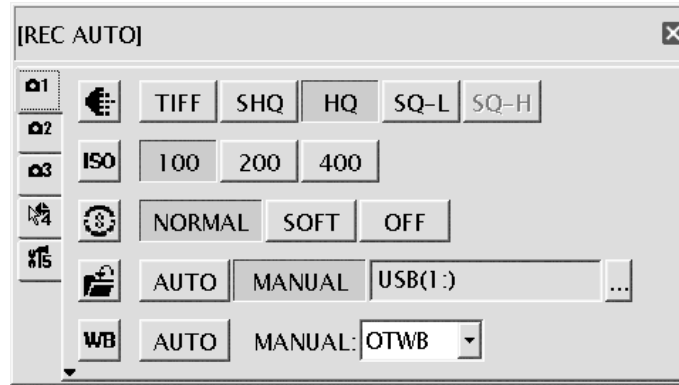 [REC AUTO]
1
TIFF SHQ HQ SQ-L SQ-H
2
3 ISO 100 200 400
4 NORMAL SOFT OFF
5
AUTO MANUAL USB(1:) ...
WB AUTO MANUAL: OTWB